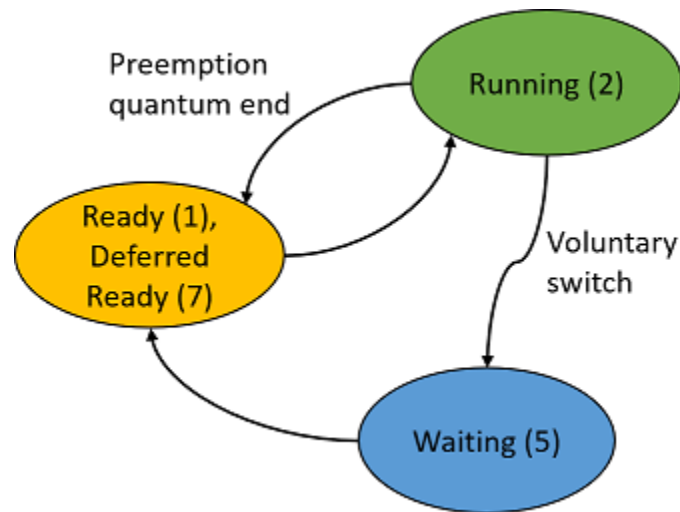 Preemption
quantum end
Running (2)
Ready (1),
Deferred
Ready (7)
Voluntary
switch
Waiting (5)